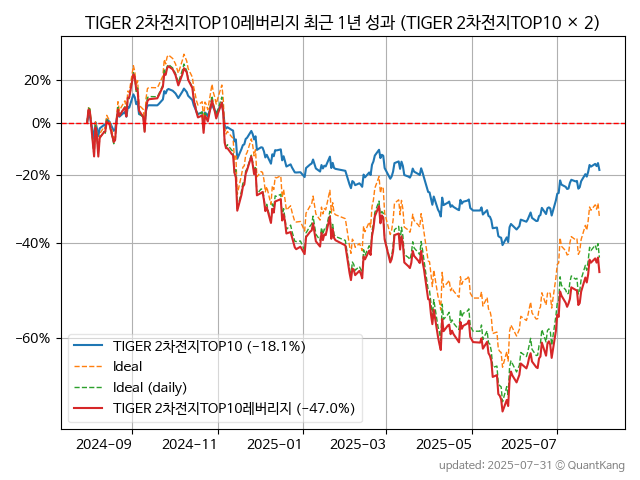 TIGER 2차전지TOP10레버리지 최근 1년 성과 (TIGER 2차전지TOP10 × 2)
20%
0%
−20%
−40%
−60%
TIGER 2차전지TOP10 (−18.1%)
Ideal
Ideal (daily)
TIGER 2차전지TOP10레버리지 (−47.0%)
2024−09 2024−11 2025−01 2025−03 2025−05 2025−07
updated: 2025−07−31 © QuantKang